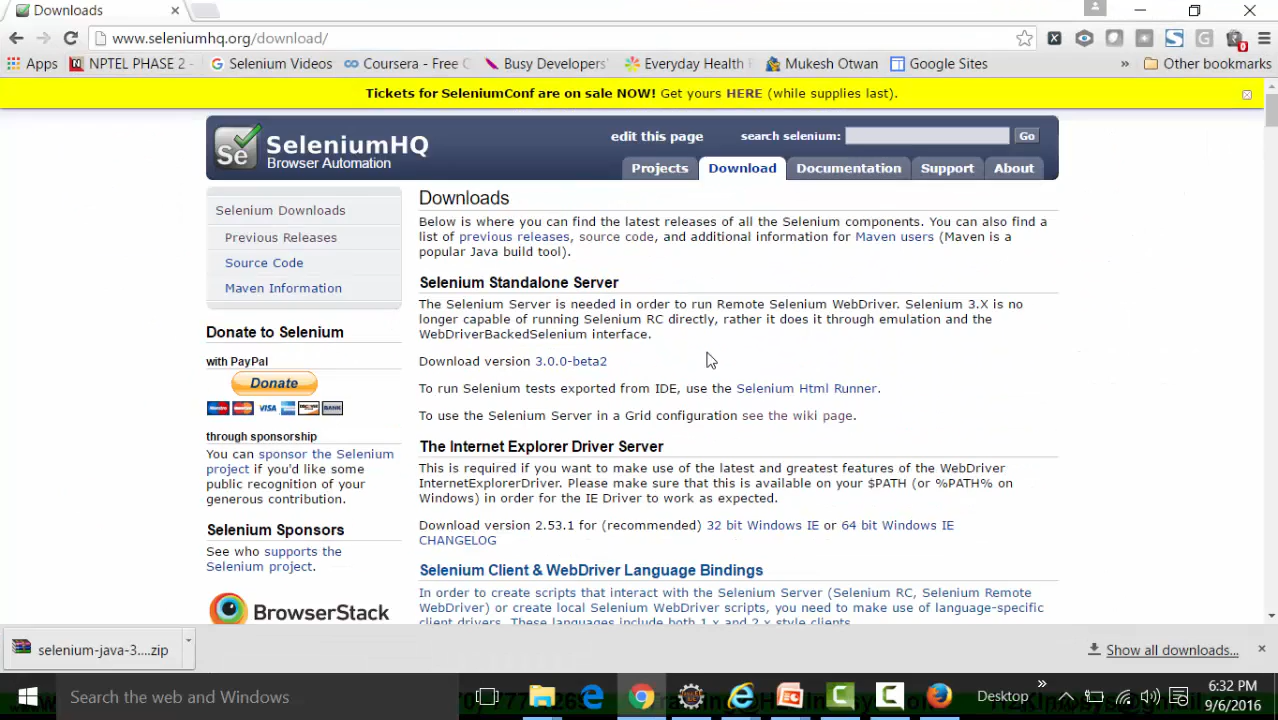 Downloads
www.seleniumhq.org/download/
Apps
NPTEL PHASE 2 -
Selenium Videos
Coursera - Free C
Busy Developers'
Everyday Health F
Mukesh Otwan
Google Sites
»
Other bookmarks
Tickets for SeleniumConf are on sale NOW! Get yours HERE (while supplies last).
Se
SeleniumHQ
Browser Automation
edit this page
search selenium:
Go
Projects
Download
Documentation
Support
About
Selenium Downloads
Previous Releases
Source Code
Maven Information
Donate to Selenium
with PayPal
Donate
VISA
BANK
through sponsorship
You can sponsor the Selenium
project if you'd like some
public recognition of your
generous contribution.
Selenium Sponsors
See who supports the
Selenium project.
BrowserStack
Downloads
Below is where you can find the latest releases of all the Selenium components. You can also find a
list of previous releases, source code, and additional information for Maven users (Maven is a
popular Java build tool).
Selenium Standalone Server
The Selenium Server is needed in order to run Remote Selenium WebDriver. Selenium 3.X is no
longer capable of running Selenium RC directly, rather it does it through emulation and the
WebDriverBackedSelenium interface.
Download version 3.0.0-beta2
To run Selenium tests exported from IDE, use the Selenium Html Runner.
To use the Selenium Server in a Grid configuration see the wiki page.
The Internet Explorer Driver Server
This is required if you want to make use of the latest and greatest features of the WebDriver
InternetExplorerDriver. Please make sure that this is available on your $PATH (or %PATH% on
Windows) in order for the IE Driver to work as expected.
Download version 2.53.1 for (recommended) 32 bit Windows IE or 64 bit Windows IE
CHANGELOG
Selenium Client & WebDriver Language Bindings
In order to create scripts that interact with the Selenium Server (Selenium RC, Selenium Remote
WebDriver) or create local Selenium WebDriver scripts, you need to make use of language-specific
client drivers. These languages include both 1.x and 2.x style clients.
selenium-java-3....zip
Show all downloads...
Search the web and Windows
Desktop
6:32 PM
9/6/2016